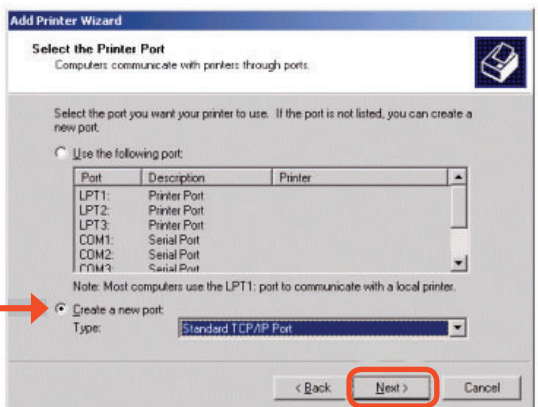 Add Printer Wizard
Select the Printer Port
Computers communicate with printers through ports.
Select the port you want your printer to use. If the port is not listed, you can create a
new port.
Use the following port:
Port Description Printer
LPT1: Printer Port
LPT2: Printer Port
LPT3: Printer Port
COM1: Serial Port
COM2: Serial Port
COM3: Serial Port
Note: Most computers use the LPT1: port to communicate with a local printer.
Create a new port:
Type: Standard TCP/IP Port
< Back Next > Cancel